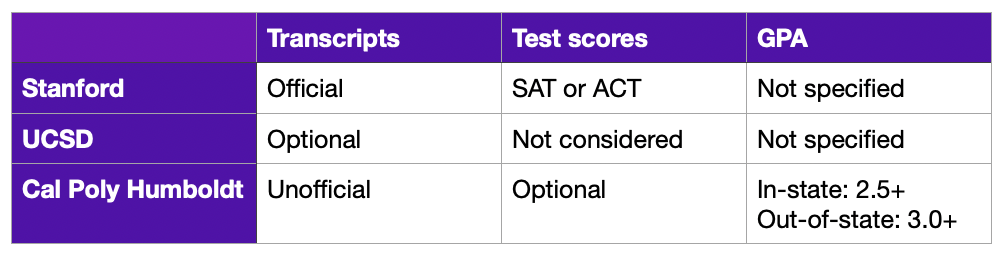 Transcripts Test scores GPA
Stanford Official SAT or ACT Not specified
UCSD Optional Not considered Not specified
Cal Poly Humboldt Unofficial Optional In-state: 2.5+
Out-of-state: 3.0+